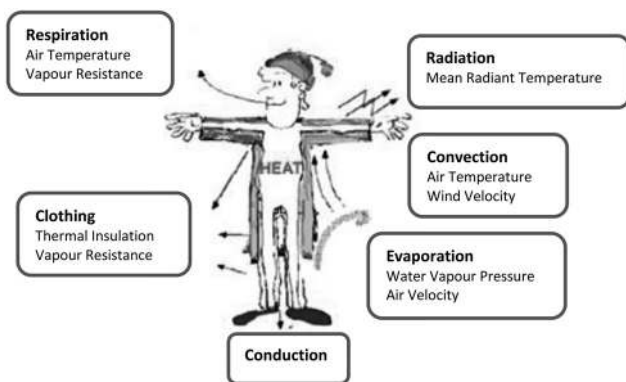 Respiration
Air Temperature
Vapour Resistance
Radiation
Mean Radiant Temperature
HEAT
Convection
Air Temperature
Wind Velocity
Clothing
Thermal Insulation
Vapour Resistance
Evaporation
Water Vapour Pressure
Air Velocity
Conduction